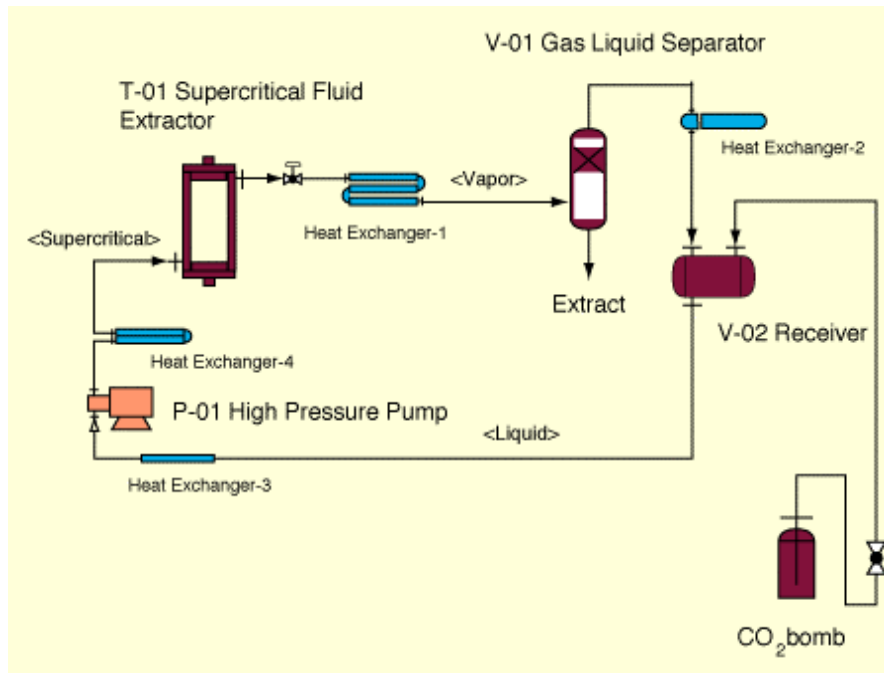 V-01 Gas Liquid Separator
T-01 Supercritical Fluid
Extractor
Heat Exchanger-2
<Vapor>
Heat Exchanger-1
<Supercritical>
Extract
V-02 Receiver
Heat Exchanger-4
P-01 High Pressure Pump
<Liquid>
Heat Exchanger-3
CO2bomb